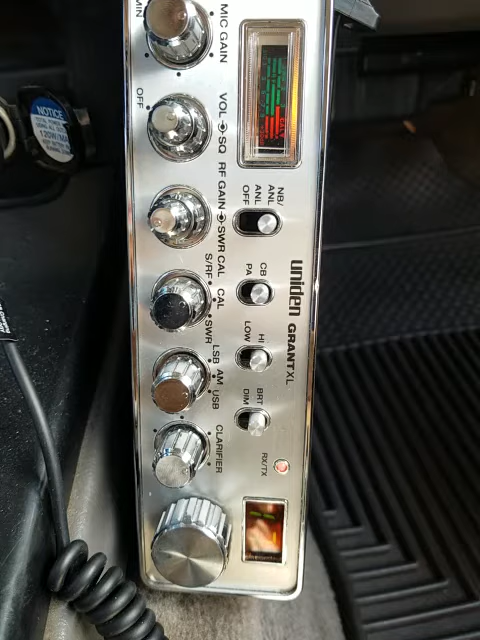 MIN
MIC GAIN
OFF
VOL
SQ
RF GAIN
SWR CAL
S/RF
CAL
SWR
LSB
AM
USB
CLARIFIER
NB/
ANL
ANL
OFF
CB
PA
HI
LOW
BRT
DIM
RX/TX
uniden GRANT XL
NOTICE